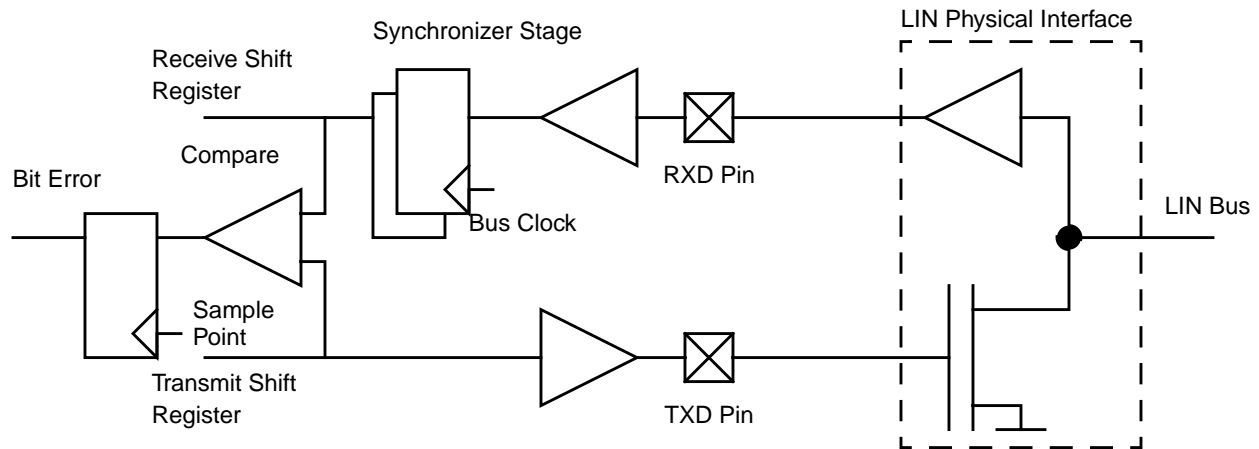 LIN Physical Interface
Synchronizer Stage
Receive Shift
Register
Compare
RXD Pin
Bit Error
Bus Clock
LIN Bus
Sample
Point
Transmit Shift
Register
TXD Pin